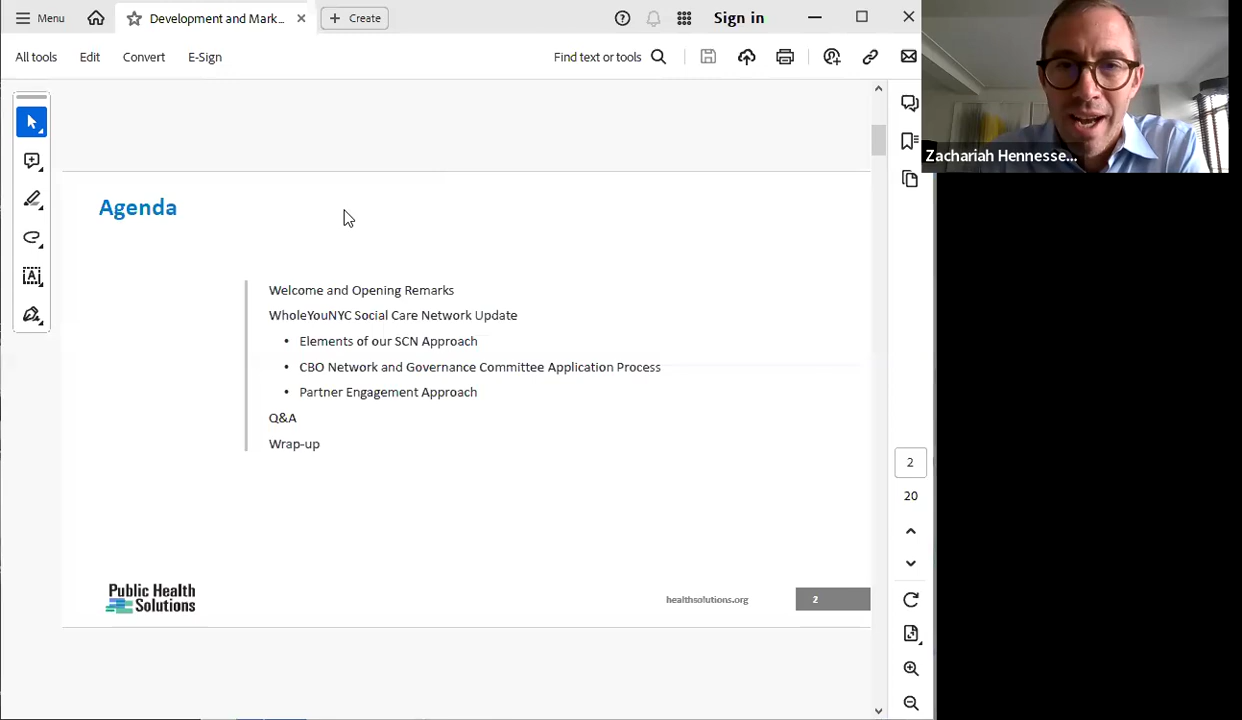 Menu
Development and Mark...
Create
Sign in
All tools
Edit
Convert
E-Sign
Find text or tools
Zachariah Hennesse...
Agenda
Welcome and Opening Remarks
WholeYouNYC Social Care Network Update
• Elements of our SCN Approach
• CBO Network and Governance Committee Application Process
• Partner Engagement Approach
Q&A
Wrap-up
2
20
Public Health
Solutions
healthsolutions.org
2